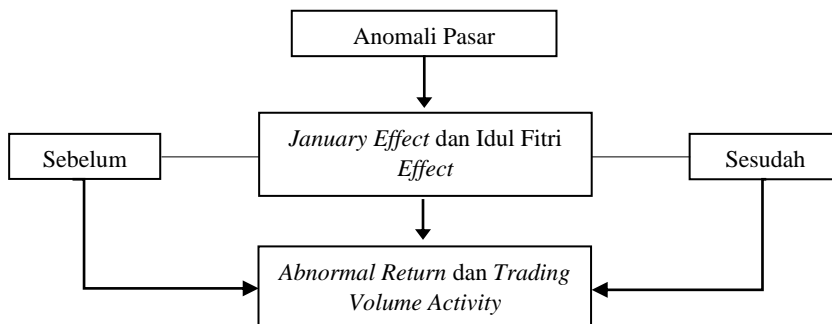 Anomali Pasar
January Effect dan Idul Fitri
Effect
Sebelum
Sesudah
Abnormal Return dan Trading
Volume Activity